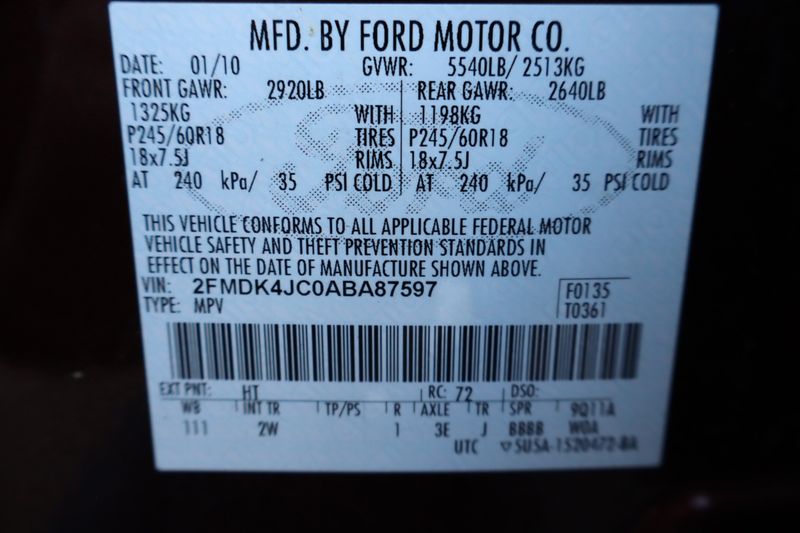 MFD. BY FORD MOTOR CO.
DATE: 01/10 GVWR: 5540LB/ 2513KG
FRONT GAWR: 2920LB REAR GAWR: 2640LB
1325KG WITH 1198KG WITH
P245/60R18 TIRES P245/60R18 TIRES
18x7.5J RIMS 18x7.5J RIMS
AT 240 kPa/ 35 PSI COLD AT 240 kPa/ 35 PSI COLD
THIS VEHICLE CONFORMS TO ALL APPLICABLE FEDERAL MOTOR
VEHICLE SAFETY AND THEFT PREVENTION STANDARDS IN
EFFECT ON THE DATE OF MANUFACTURE SHOWN ABOVE.
VIN: 2FMDK4JC0ABA87597 F0135
TYPE: MPV T0361
EXT PNT: HT RC: 72 DSO:
WB INT TR TP/PS R AXLE TR SPR 9Q11A
111 2W 1 3E J BBBB WOA
UTC SUSA-1520472-BA